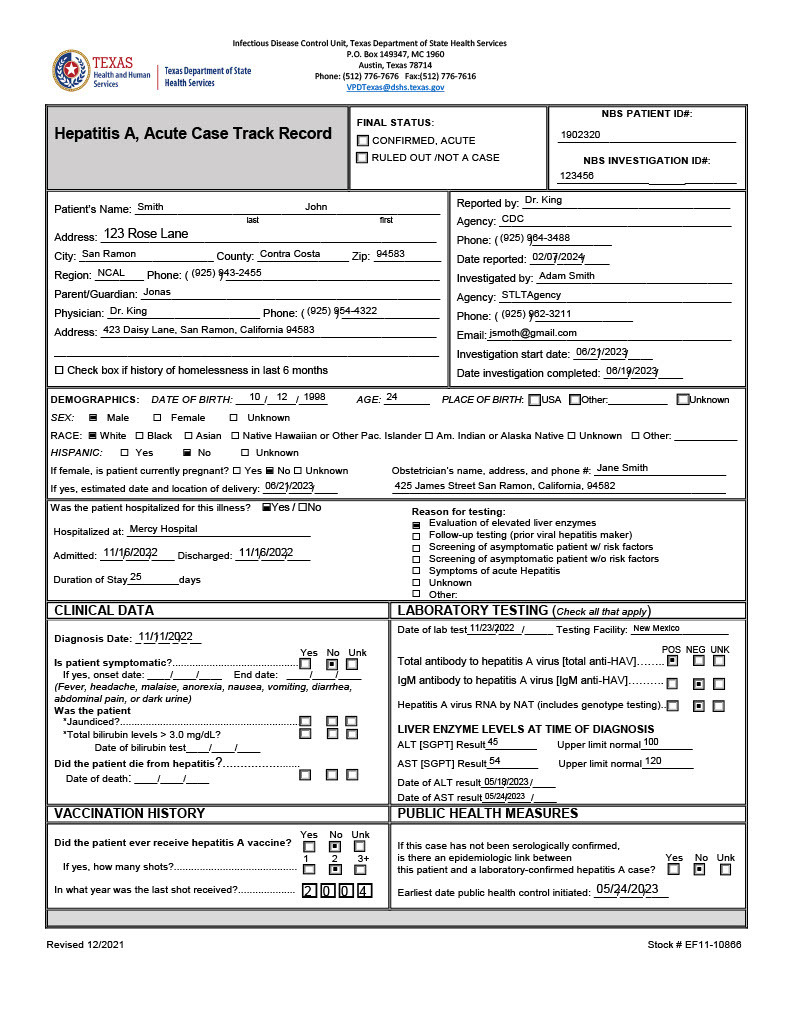 Infectious Disease Control Unit, Texas Department of State Health Services
P.O. Box 149347, MC 1960
Austin, Texas 78714
Phone: (512) 776-7676 Fax:(512) 776-7616
VPDTexas@dshs.texas.gov
TEXAS
Health and Human
Services
Texas Department of State
Health Services
Hepatitis A, Acute Case Track Record
FINAL STATUS:
CONFIRMED, ACUTE
RULED OUT /NOT A CASE
NBS PATIENT ID#:
1902320
NBS INVESTIGATION ID#:
123456
Patient's Name: Smith John
last first
Address: 123 Rose Lane
City: San Ramon County: Contra Costa Zip: 94583
Region: NCAL Phone: ( (925) 943-2455
Parent/Guardian: Jonas
Physician: Dr. King Phone: ( (925) 954-4322
Address: 423 Daisy Lane, San Ramon, California 94583
Check box if history of homelessness in last 6 months
Reported by: Dr. King
Agency: CDC
Phone: ( (925) 964-3488
Date reported: 02/07/2024
Investigated by: Adam Smith
Agency: STLTAgency
Phone: ( (925) 962-3211
Email: jsmoth@gmail.com
Investigation start date: 06/21/2023
Date investigation completed: 06/19/2023
DEMOGRAPHICS: DATE OF BIRTH: 10 / 12 / 1998 AGE: 24 PLACE OF BIRTH: USA Other: Unknown
SEX: Male Female Unknown
RACE: White Black Asian Native Hawaiian or Other Pac. Islander Am. Indian or Alaska Native Unknown Other:
HISPANIC: Yes No Unknown
If female, is patient currently pregnant? Yes No Unknown Obstetrician's name, address, and phone #: Jane Smith
If yes, estimated date and location of delivery: 06/21/2023 425 James Street San Ramon, California, 94582
Was the patient hospitalized for this illness? Yes / No
Hospitalized at: Mercy Hospital
Admitted: 11/16/2022 Discharged: 11/16/2022
Duration of Stay 25 days
Reason for testing:
Evaluation of elevated liver enzymes
Follow-up testing (prior viral hepatitis maker)
Screening of asymptomatic patient w/ risk factors
Screening of asymptomatic patient w/o risk factors
Symptoms of acute Hepatitis
Unknown
Other:
CLINICAL DATA
Diagnosis Date: 11/11/2022
Yes No Unk
Is patient symptomatic?
If yes, onset date: ____/____/____ End date: ____/____/____
(Fever, headache, malaise, anorexia, nausea, vomiting, diarrhea,
abdominal pain, or dark urine)
Was the patient
*Jaundiced?
*Total bilirubin levels > 3.0 mg/dL?
Date of bilirubin test____/____/____
Did the patient die from hepatitis?
Date of death: ____/____/____
LABORATORY TESTING (Check all that apply)
Date of lab test 11/23/2022 / Testing Facility: New Mexico
POS NEG UNK
Total antibody to hepatitis A virus [total anti-HAV]........
IgM antibody to hepatitis A virus [IgM anti-HAV]..........
Hepatitis A virus RNA by NAT (includes genotype testing)..
LIVER ENZYME LEVELS AT TIME OF DIAGNOSIS
ALT [SGPT] Result 45 Upper limit normal 100
AST [SGPT] Result 54 Upper limit normal 120
Date of ALT result 05/18/2023 /
Date of AST result 05/24/2023 /
VACCINATION HISTORY
Yes No Unk
Did the patient ever receive hepatitis A vaccine?
1 2 3+
If yes, how many shots?
In what year was the last shot received? 2 0 0 4
PUBLIC HEALTH MEASURES
If this case has not been serologically confirmed,
is there an epidemiologic link between
this patient and a laboratory-confirmed hepatitis A case? Yes No Unk
Earliest date public health control initiated: 05/24/2023
Revised 12/2021
Stock # EF11-10866